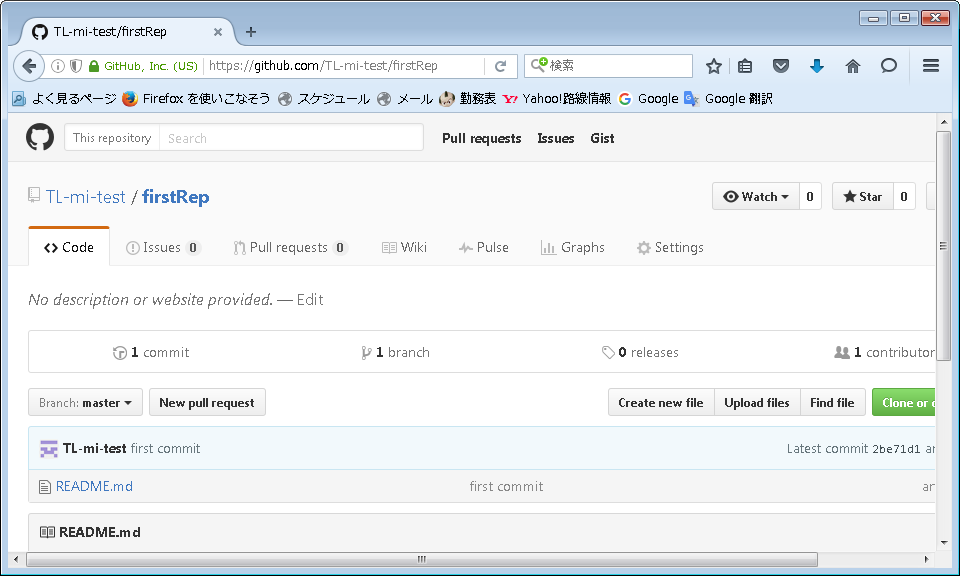 TL-mi-test/firstRep
GitHub, Inc. (US) https://github.com/TL-mi-test/firstRep 検索
よく見るページ Firefox を使いこなそう スケジュール メール 勤務表 Yahoo!路線情報 Google Google 翻訳
This repository Search Pull requests Issues Gist
TL-mi-test / firstRep Watch 0 Star 0
Code Issues 0 Pull requests 0 Wiki Pulse Graphs Settings
No description or website provided. — Edit
1 commit 1 branch 0 releases 1 contributor
Branch: master New pull request Create new file Upload files Find file Clone or
TL-mi-test first commit Latest commit 2be71d1
README.md first commit
README.md